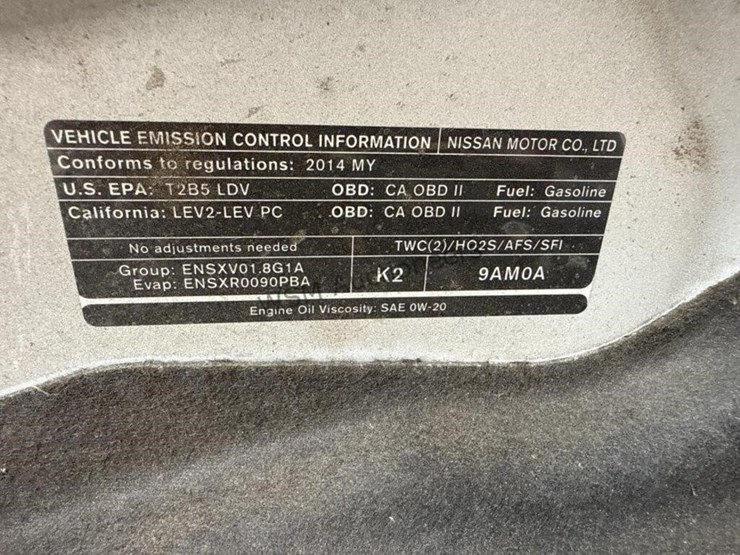 VEHICLE EMISSION CONTROL INFORMATION NISSAN MOTOR CO., LTD
Conforms to regulations: 2014 MY
U.S. EPA: T2B5 LDV OBD: CA OBD II Fuel: Gasoline
California: LEV2-LEV PC OBD: CA OBD II Fuel: Gasoline
No adjustments needed TWC(2)/HO2S/AFS/SFI
Group: ENSXV01.8G1A
Evap: ENSXR0090PBA
K2 9AM0A
Engine Oil Viscosity: SAE 0W-20
WSM